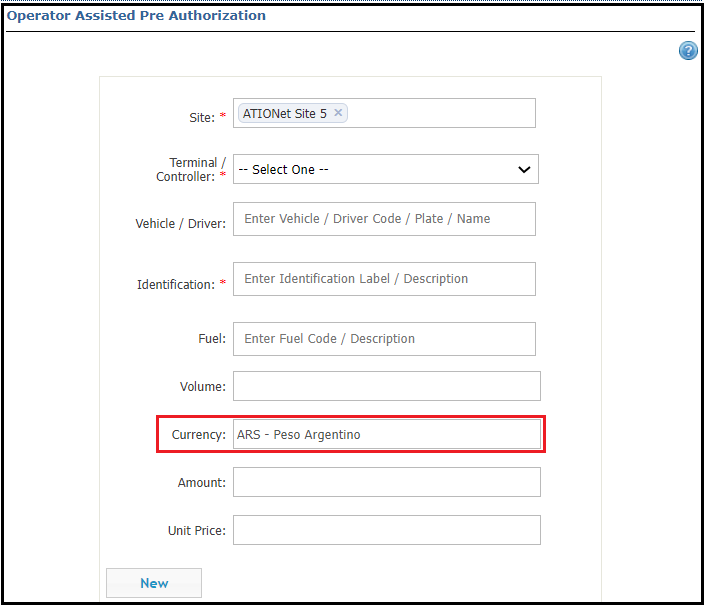 Operator Assisted Pre Authorization
?
Site: * ATIONet Site 5 ×
Terminal /
Controller: * -- Select One --
Vehicle / Driver: Enter Vehicle / Driver Code / Plate / Name
Identification: * Enter Identification Label / Description
Fuel: Enter Fuel Code / Description
Volume:
Currency: ARS - Peso Argentino
Amount:
Unit Price:
New